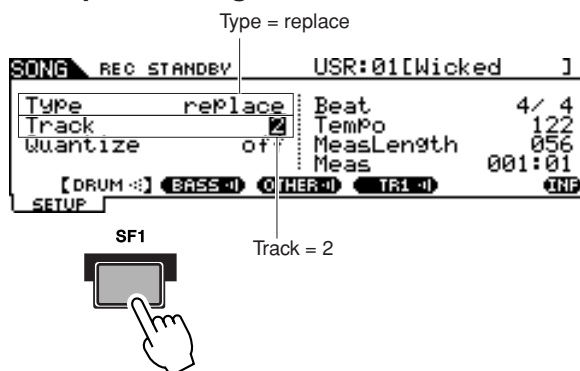 Type = replace
SONG REC STANDBY USR:01[Wicked ]
Type replace Beat 4/ 4
Track 2 Tempo 122
Quantize off MeasLength 056
Meas 001:01
[DRUM] BASS OTHER TR1 INF
SETUP
SF1
Track = 2